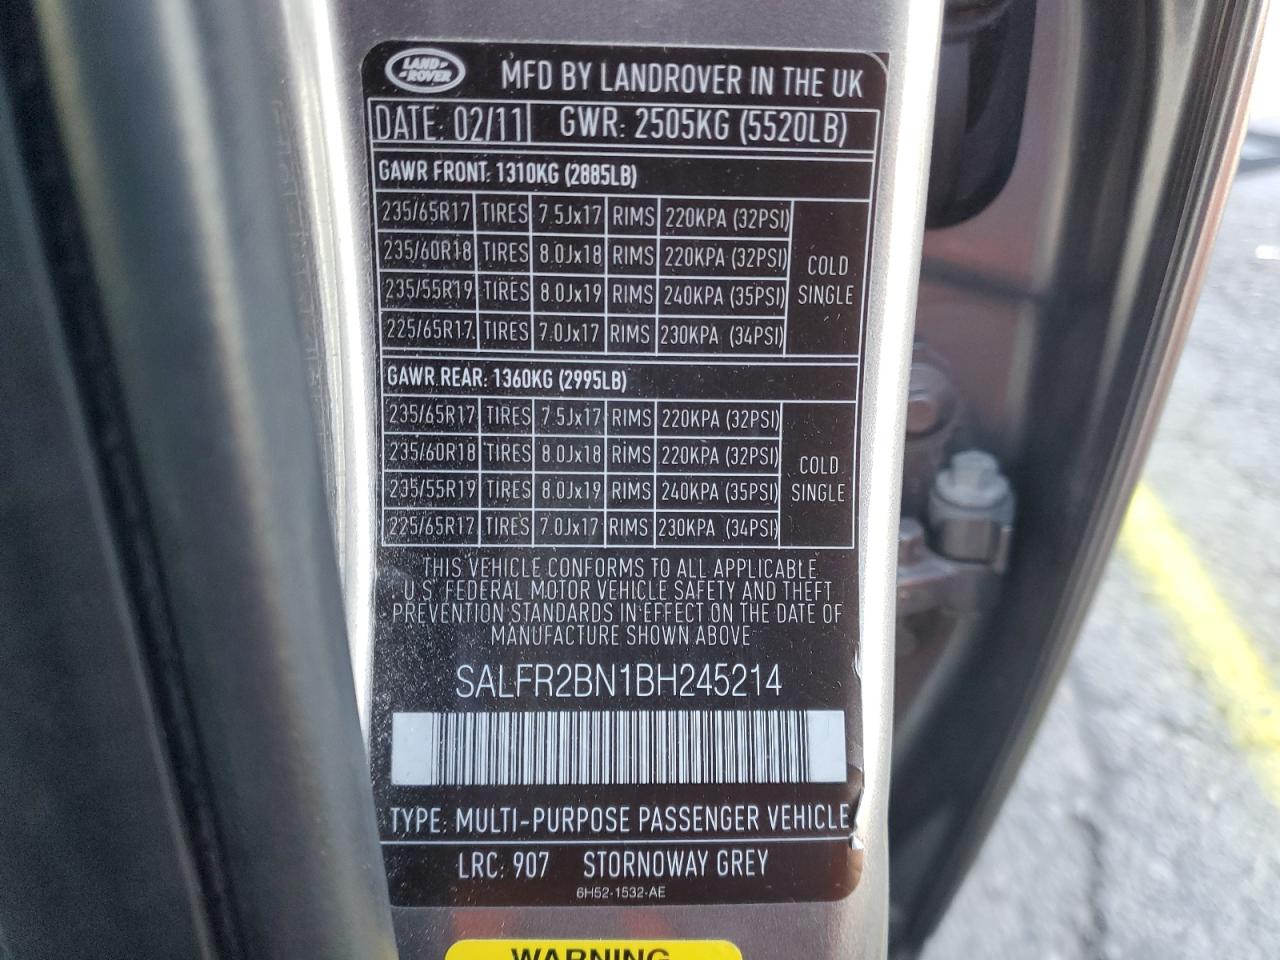 LAND-
-ROVER
MFD BY LANDROVER IN THE UK
DATE: 02/11 GWR: 2505KG (5520LB)
GAWR FRONT: 1310KG (2885LB)
235/65R17 TIRES 7.5Jx17 RIMS 220KPA (32PSI)
235/60R18 TIRES 8.0Jx18 RIMS 220KPA (32PSI)
235/55R19 TIRES 8.0Jx19 RIMS 240KPA (35PSI)
225/65R17 TIRES 7.0Jx17 RIMS 230KPA (34PSI)
COLD
SINGLE
GAWR REAR: 1360KG (2995LB)
235/65R17 TIRES 7.5Jx17 RIMS 220KPA (32PSI)
235/60R18 TIRES 8.0Jx18 RIMS 220KPA (32PSI)
235/55R19 TIRES 8.0Jx19 RIMS 240KPA (35PSI)
225/65R17 TIRES 7.0Jx17 RIMS 230KPA (34PSI)
COLD
SINGLE
THIS VEHICLE CONFORMS TO ALL APPLICABLE
U.S FEDERAL MOTOR VEHICLE SAFETY AND THEFT
PREVENTION STANDARDS IN EFFECT ON THE DATE OF
MANUFACTURE SHOWN ABOVE
SALFR2BN1BH245214
TYPE: MULTI-PURPOSE PASSENGER VEHICLE
LRC: 907 STORNOWAY GREY
6H52-1532-AE
WARNING